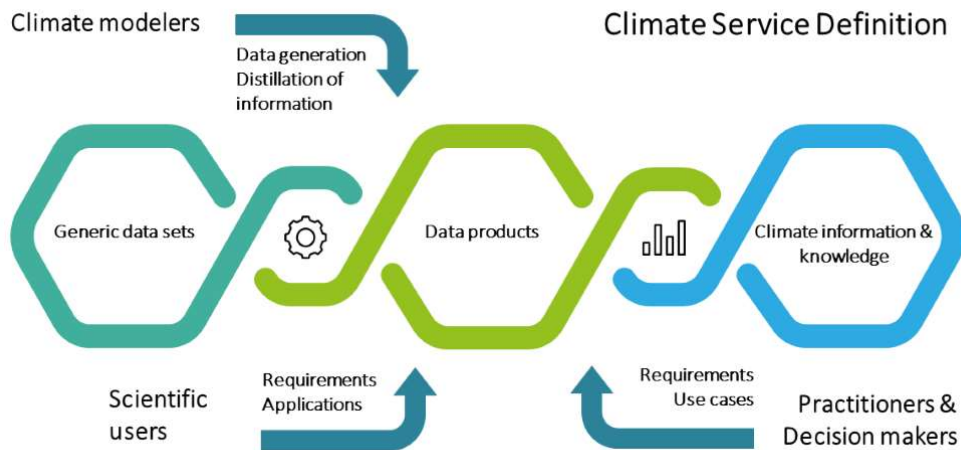 Climate modelers
Climate Service Definition
Data generation
Distillation of
information
Generic data sets
Data products
Climate information &
knowledge
Scientific
users
Requirements
Applications
Requirements
Use cases
Practitioners &
Decision makers